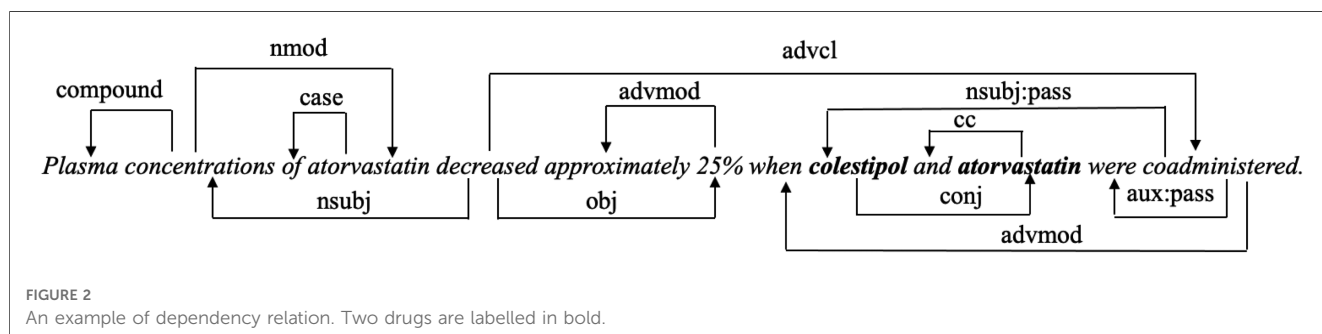 nmod
advcl
compound
case
advmod
nsubj:pass
cc
Plasma concentrations of atorvastatin decreased approximately 25% when colestipol and atorvastatin were coadministered.
nsubj
obj
conj
aux:pass
advmod
FIGURE 2
An example of dependency relation. Two drugs are labelled in bold.